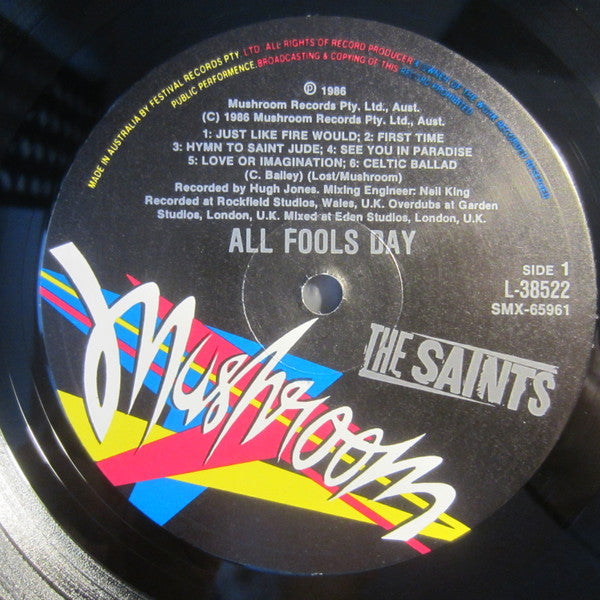 MADE IN AUSTRALIA BY FESTIVAL RECORDS PTY. LTD. ALL RIGHTS OF RECORD PRODUCER
PUBLIC PERFORMENCE. BROADCASTING & COPYING OF THIS
℗ 1986
Mushroom Records Pty. Ltd., Aust.
(C) 1986 Mushroom Records Pty. Ltd., Aust.
1: JUST LIKE FIRE WOULD; 2: FIRST TIME
3: HYMN TO SAINT JUDE; 4: SEE YOU IN PARADISE
5: LOVE OR IMAGINATION; 6: CELTIC BALLAD
(C. Bailey) (Lost/Mushroom)
Recorded by Hugh Jones. Mixing Engineer: Neil King
Recorded at Rockfield Studios, Wales, U.K. Overdubs at Garden
Studios, London, U.K. Mixed at Eden Studios, London, U.K.
ALL FOOLS DAY
SIDE 1
L-38522
SMX-65961
THE SAINTS
Mushroom